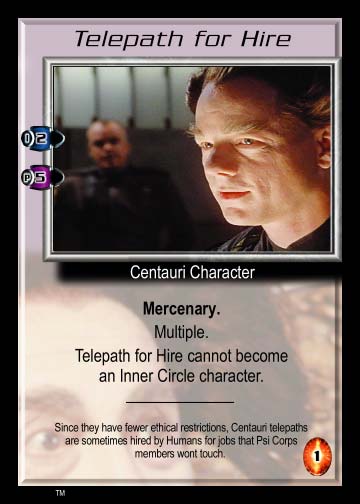 Telepath for Hire
D 2
P 5
Centauri Character
Mercenary.
Multiple.
Telepath for Hire cannot become
an Inner Circle character.
Since they have fewer ethical restrictions, Centauri telepaths
are sometimes hired by Humans for jobs that Psi Corps
members wont touch.
1
TM